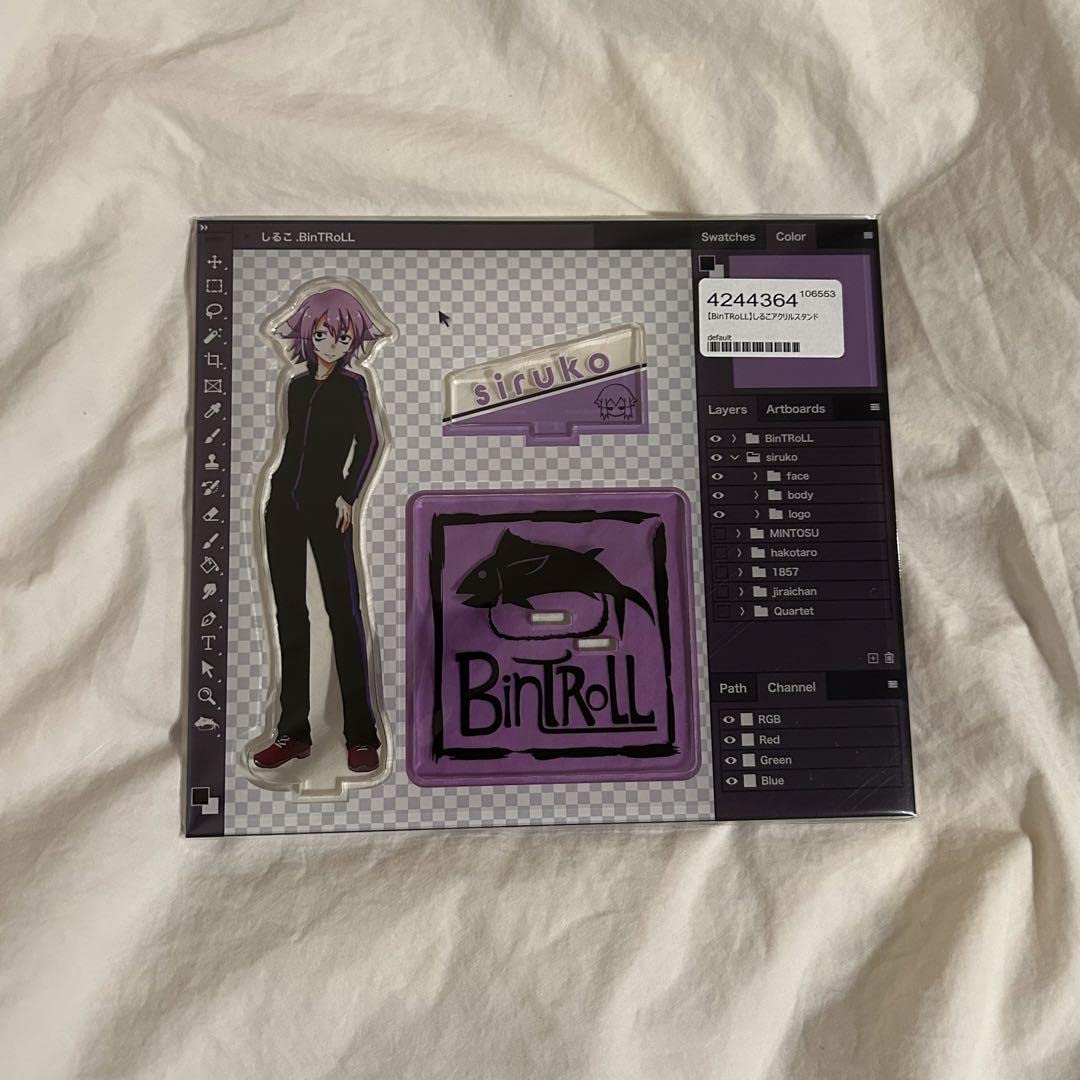 しるこ.BinTRoLL
Swatches Color
4244364 106553
【BinTRoLL】しるこアクリルスタンド
default
siruko
Layers Artboards
BinTRoLL
siruko
face
body
logo
MINTOSU
hakotaro
1857
jiraichan
Quartet
BinTRoLL
Path Channel
RGB
Red
Green
Blue
T